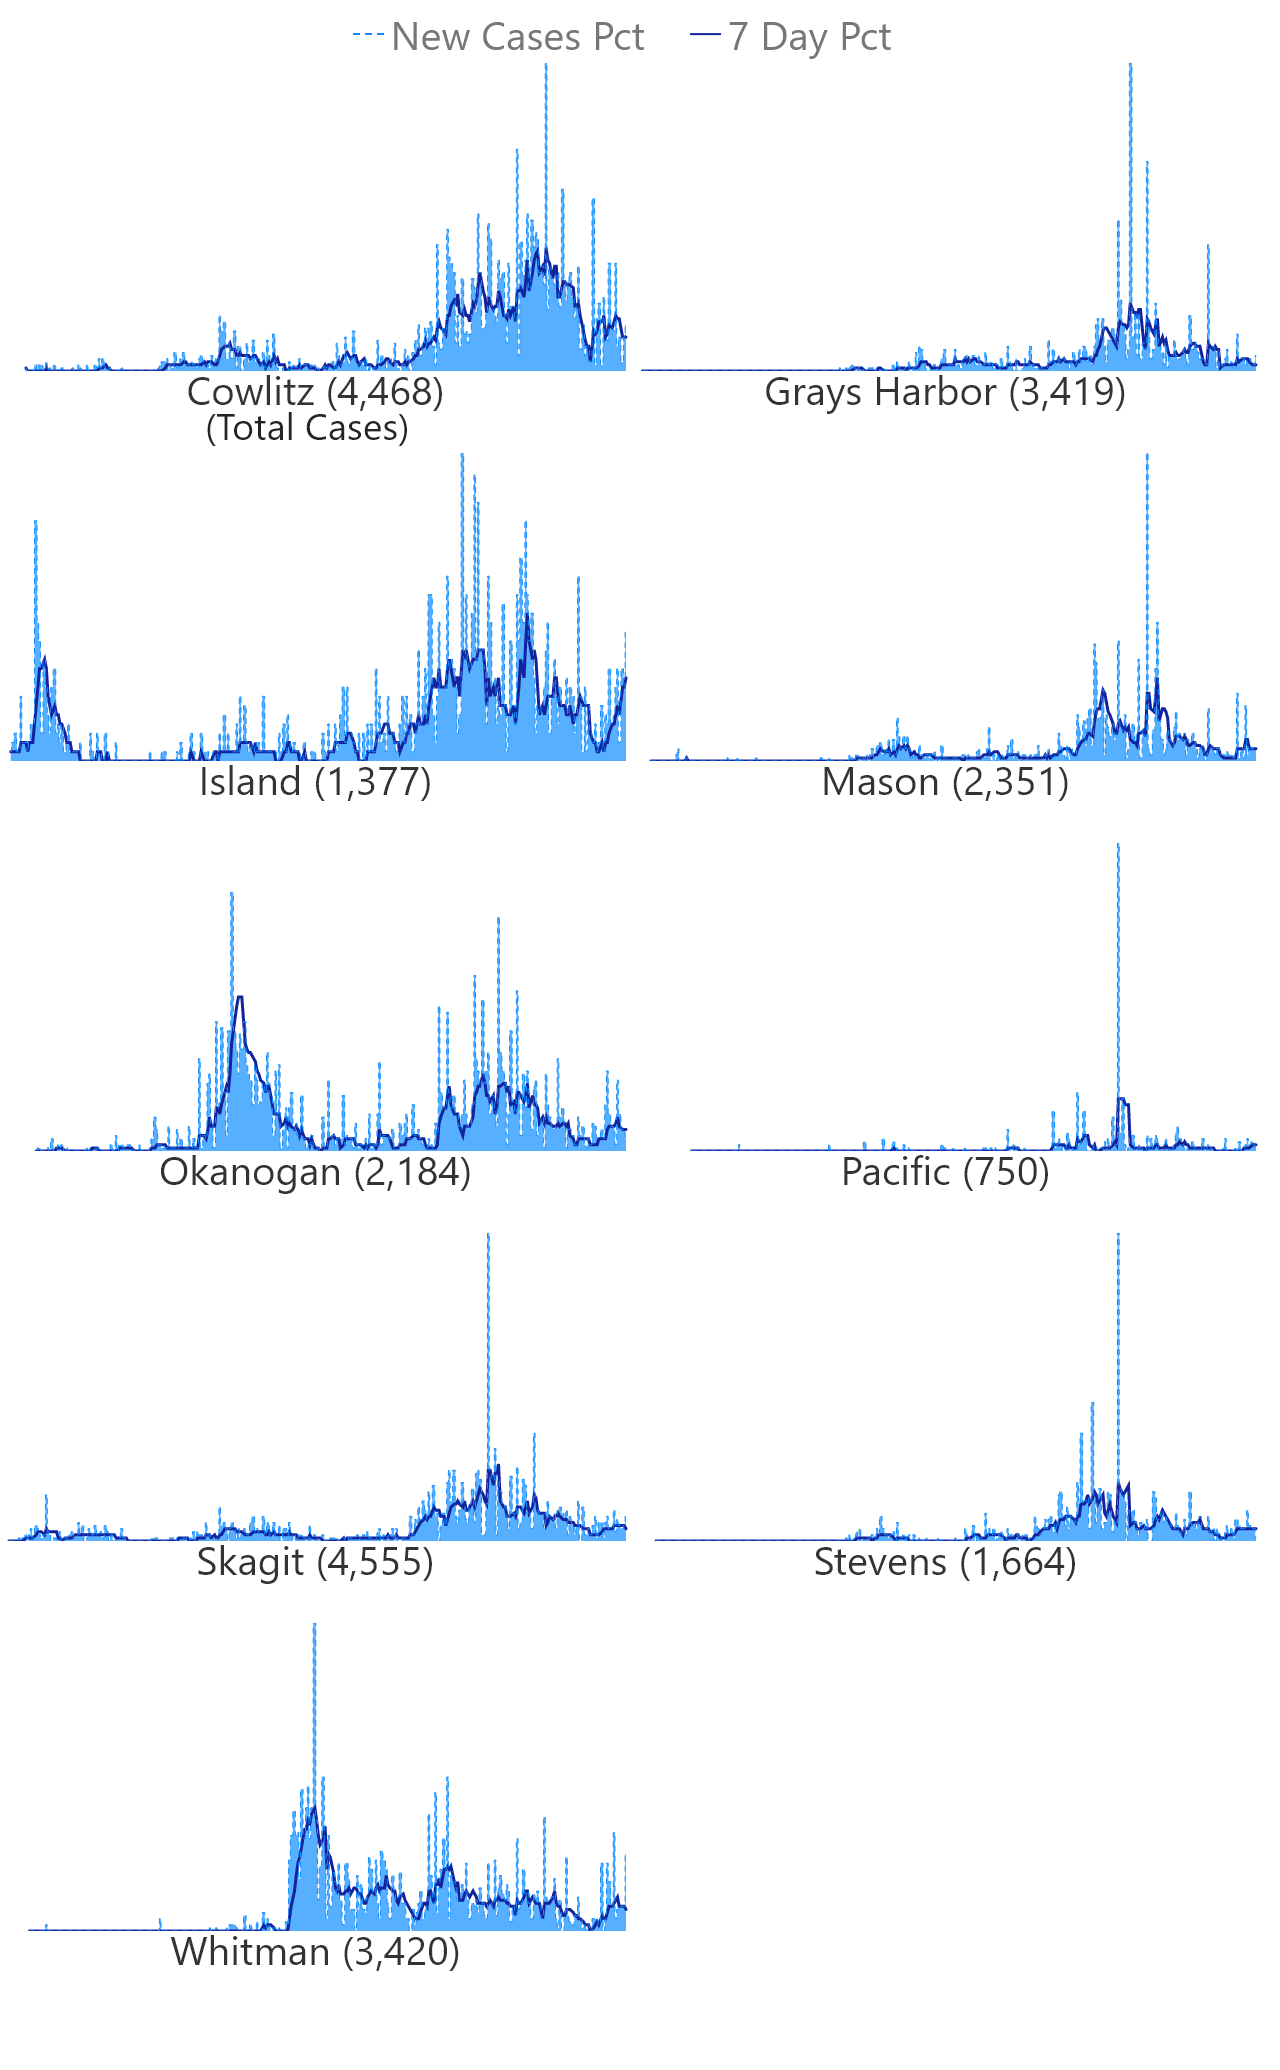 New Cases Pct 7 Day Pct
Cowlitz (4,468)
(Total Cases)
Grays Harbor (3,419)
Island (1,377)
Mason (2,351)
Okanogan (2,184)
Pacific (750)
Skagit (4,555)
Stevens (1,664)
Whitman (3,420)